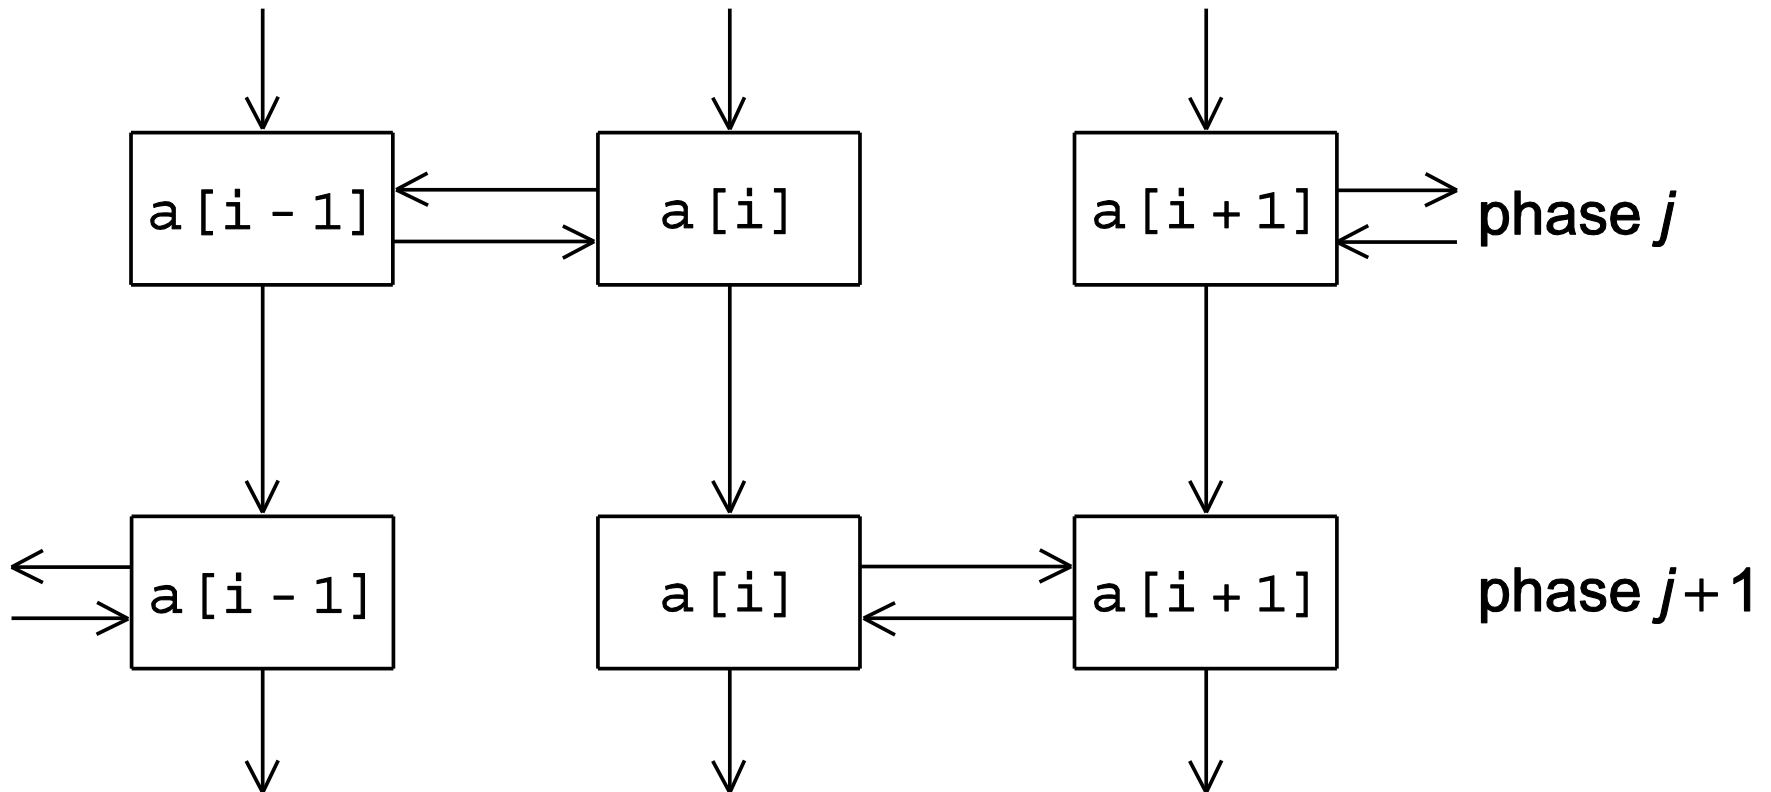 a[i - 1] a[i] a[i + 1] phase j
a[i - 1] a[i] a[i + 1] phase j + 1